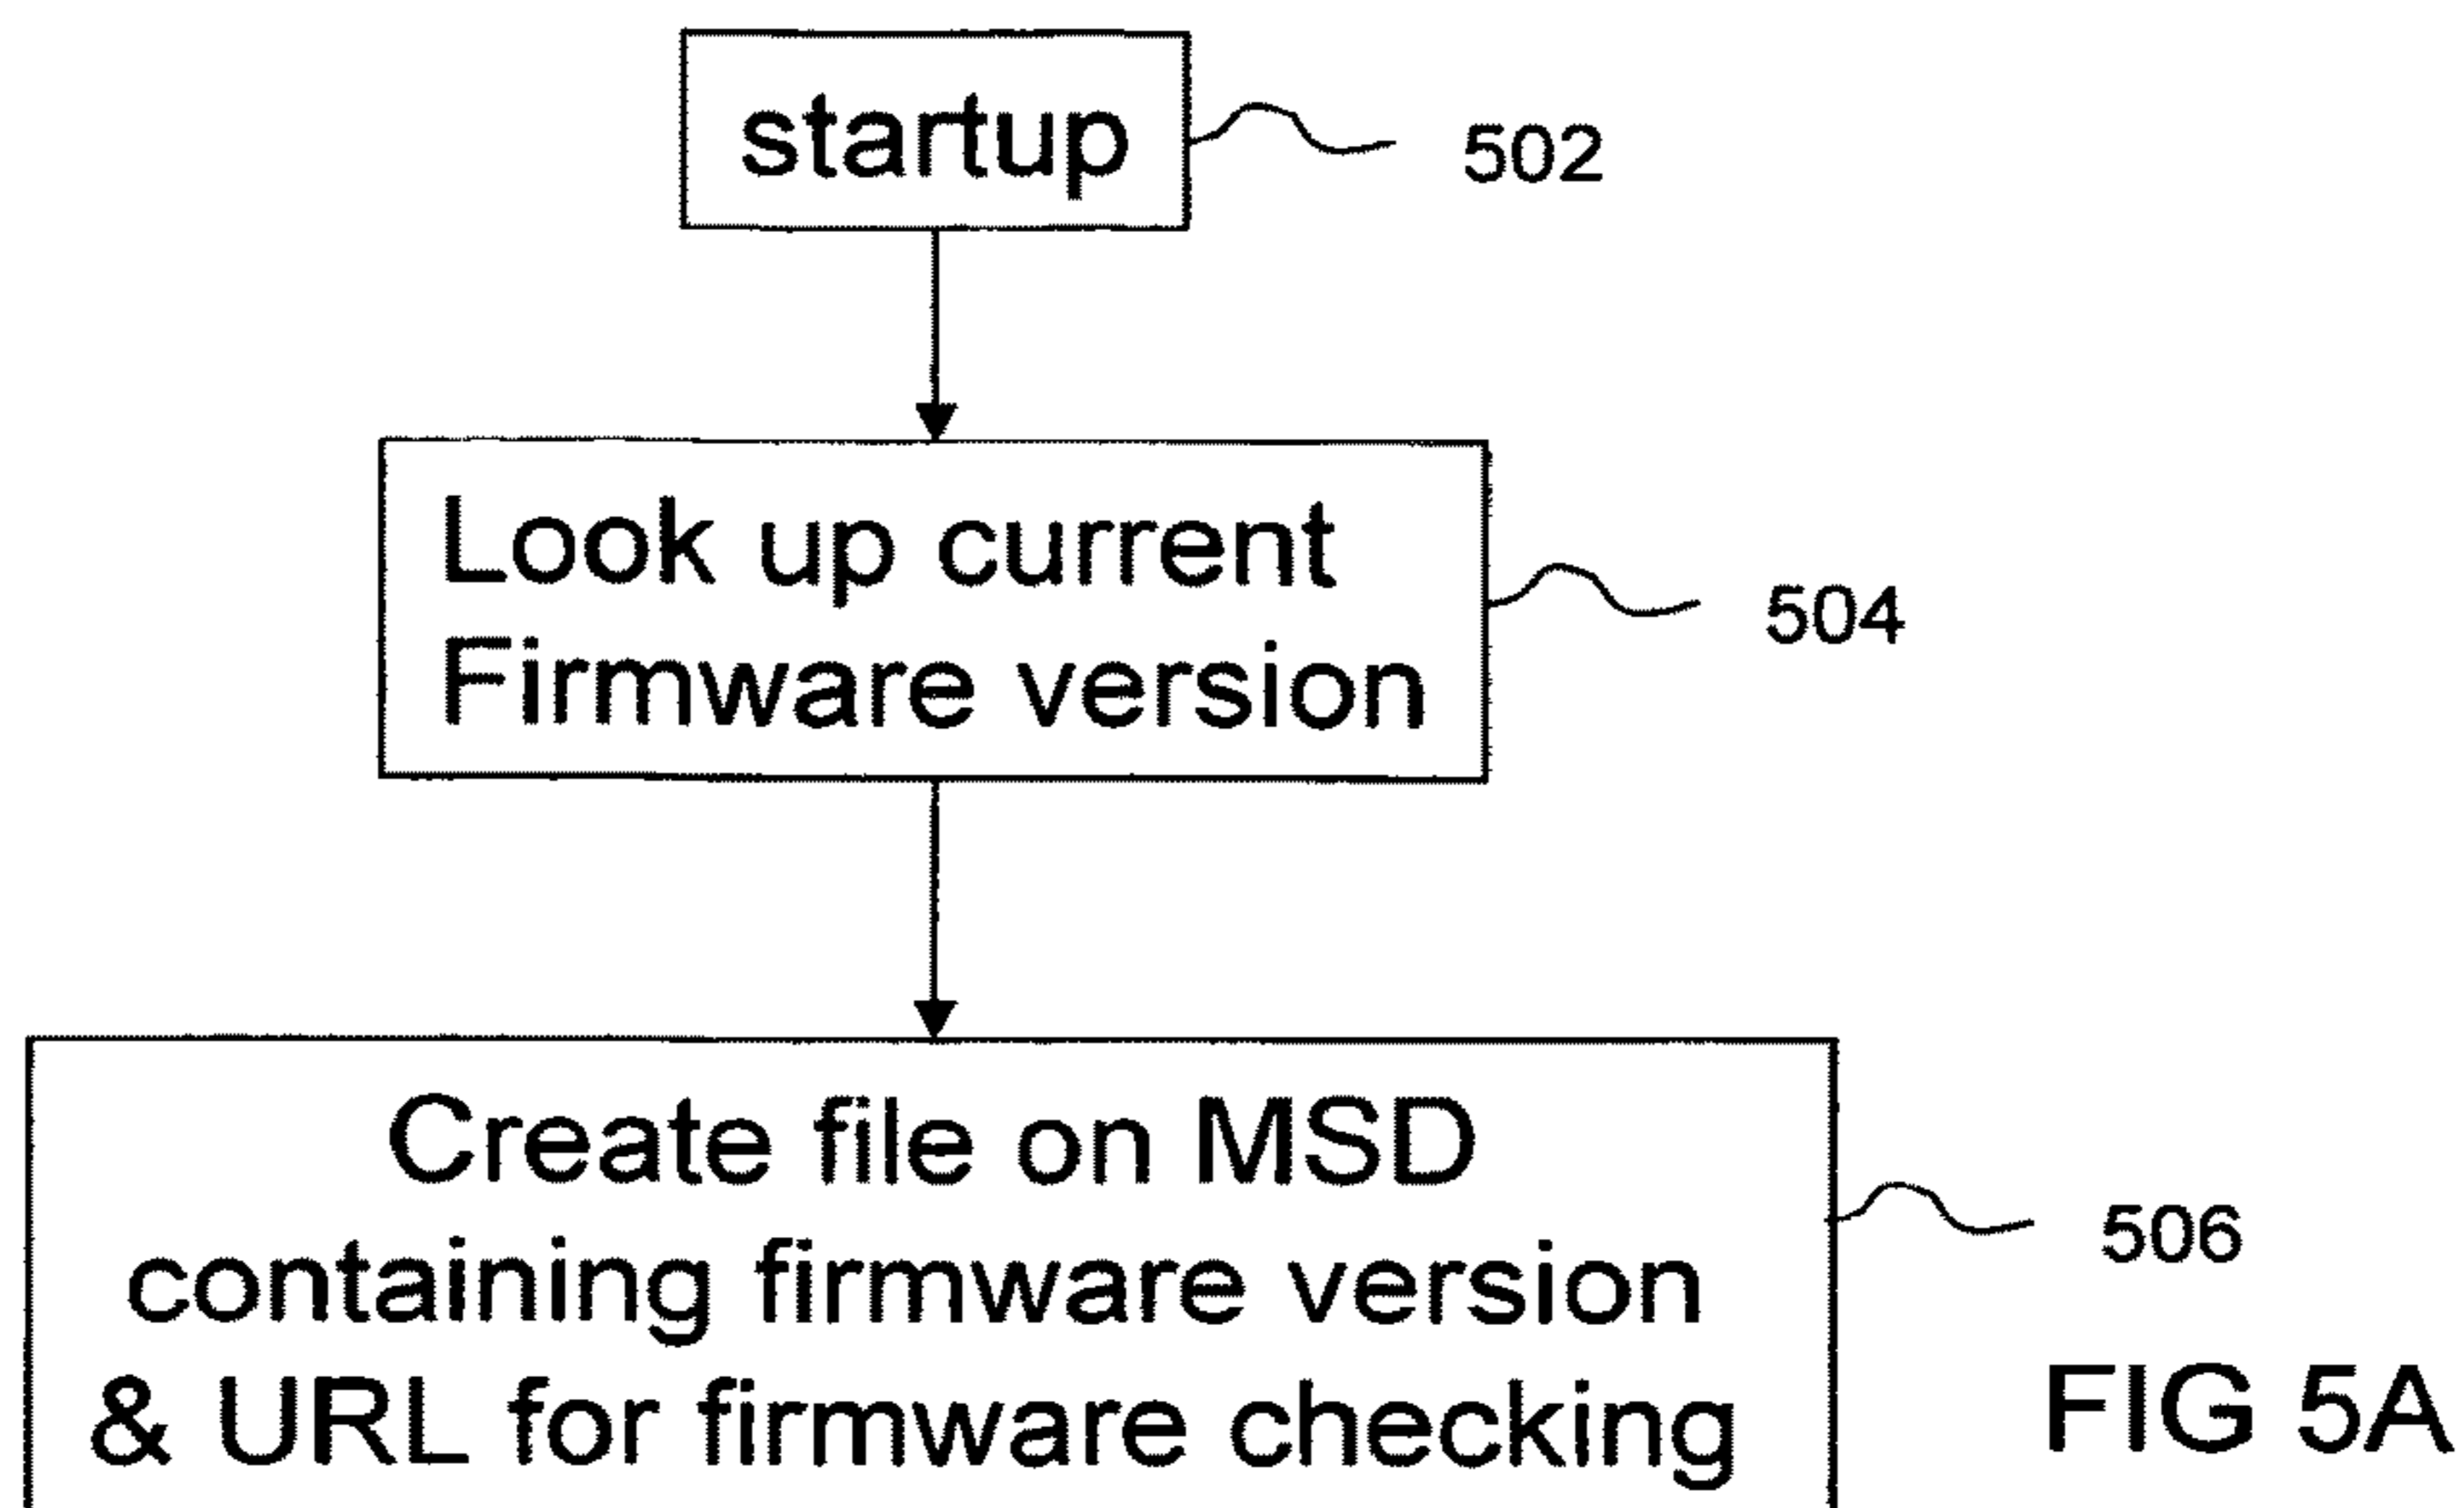 startup
502
Look up current
Firmware version
504
Create file on MSD
containing firmware version
& URL for firmware checking
506
FIG 5A